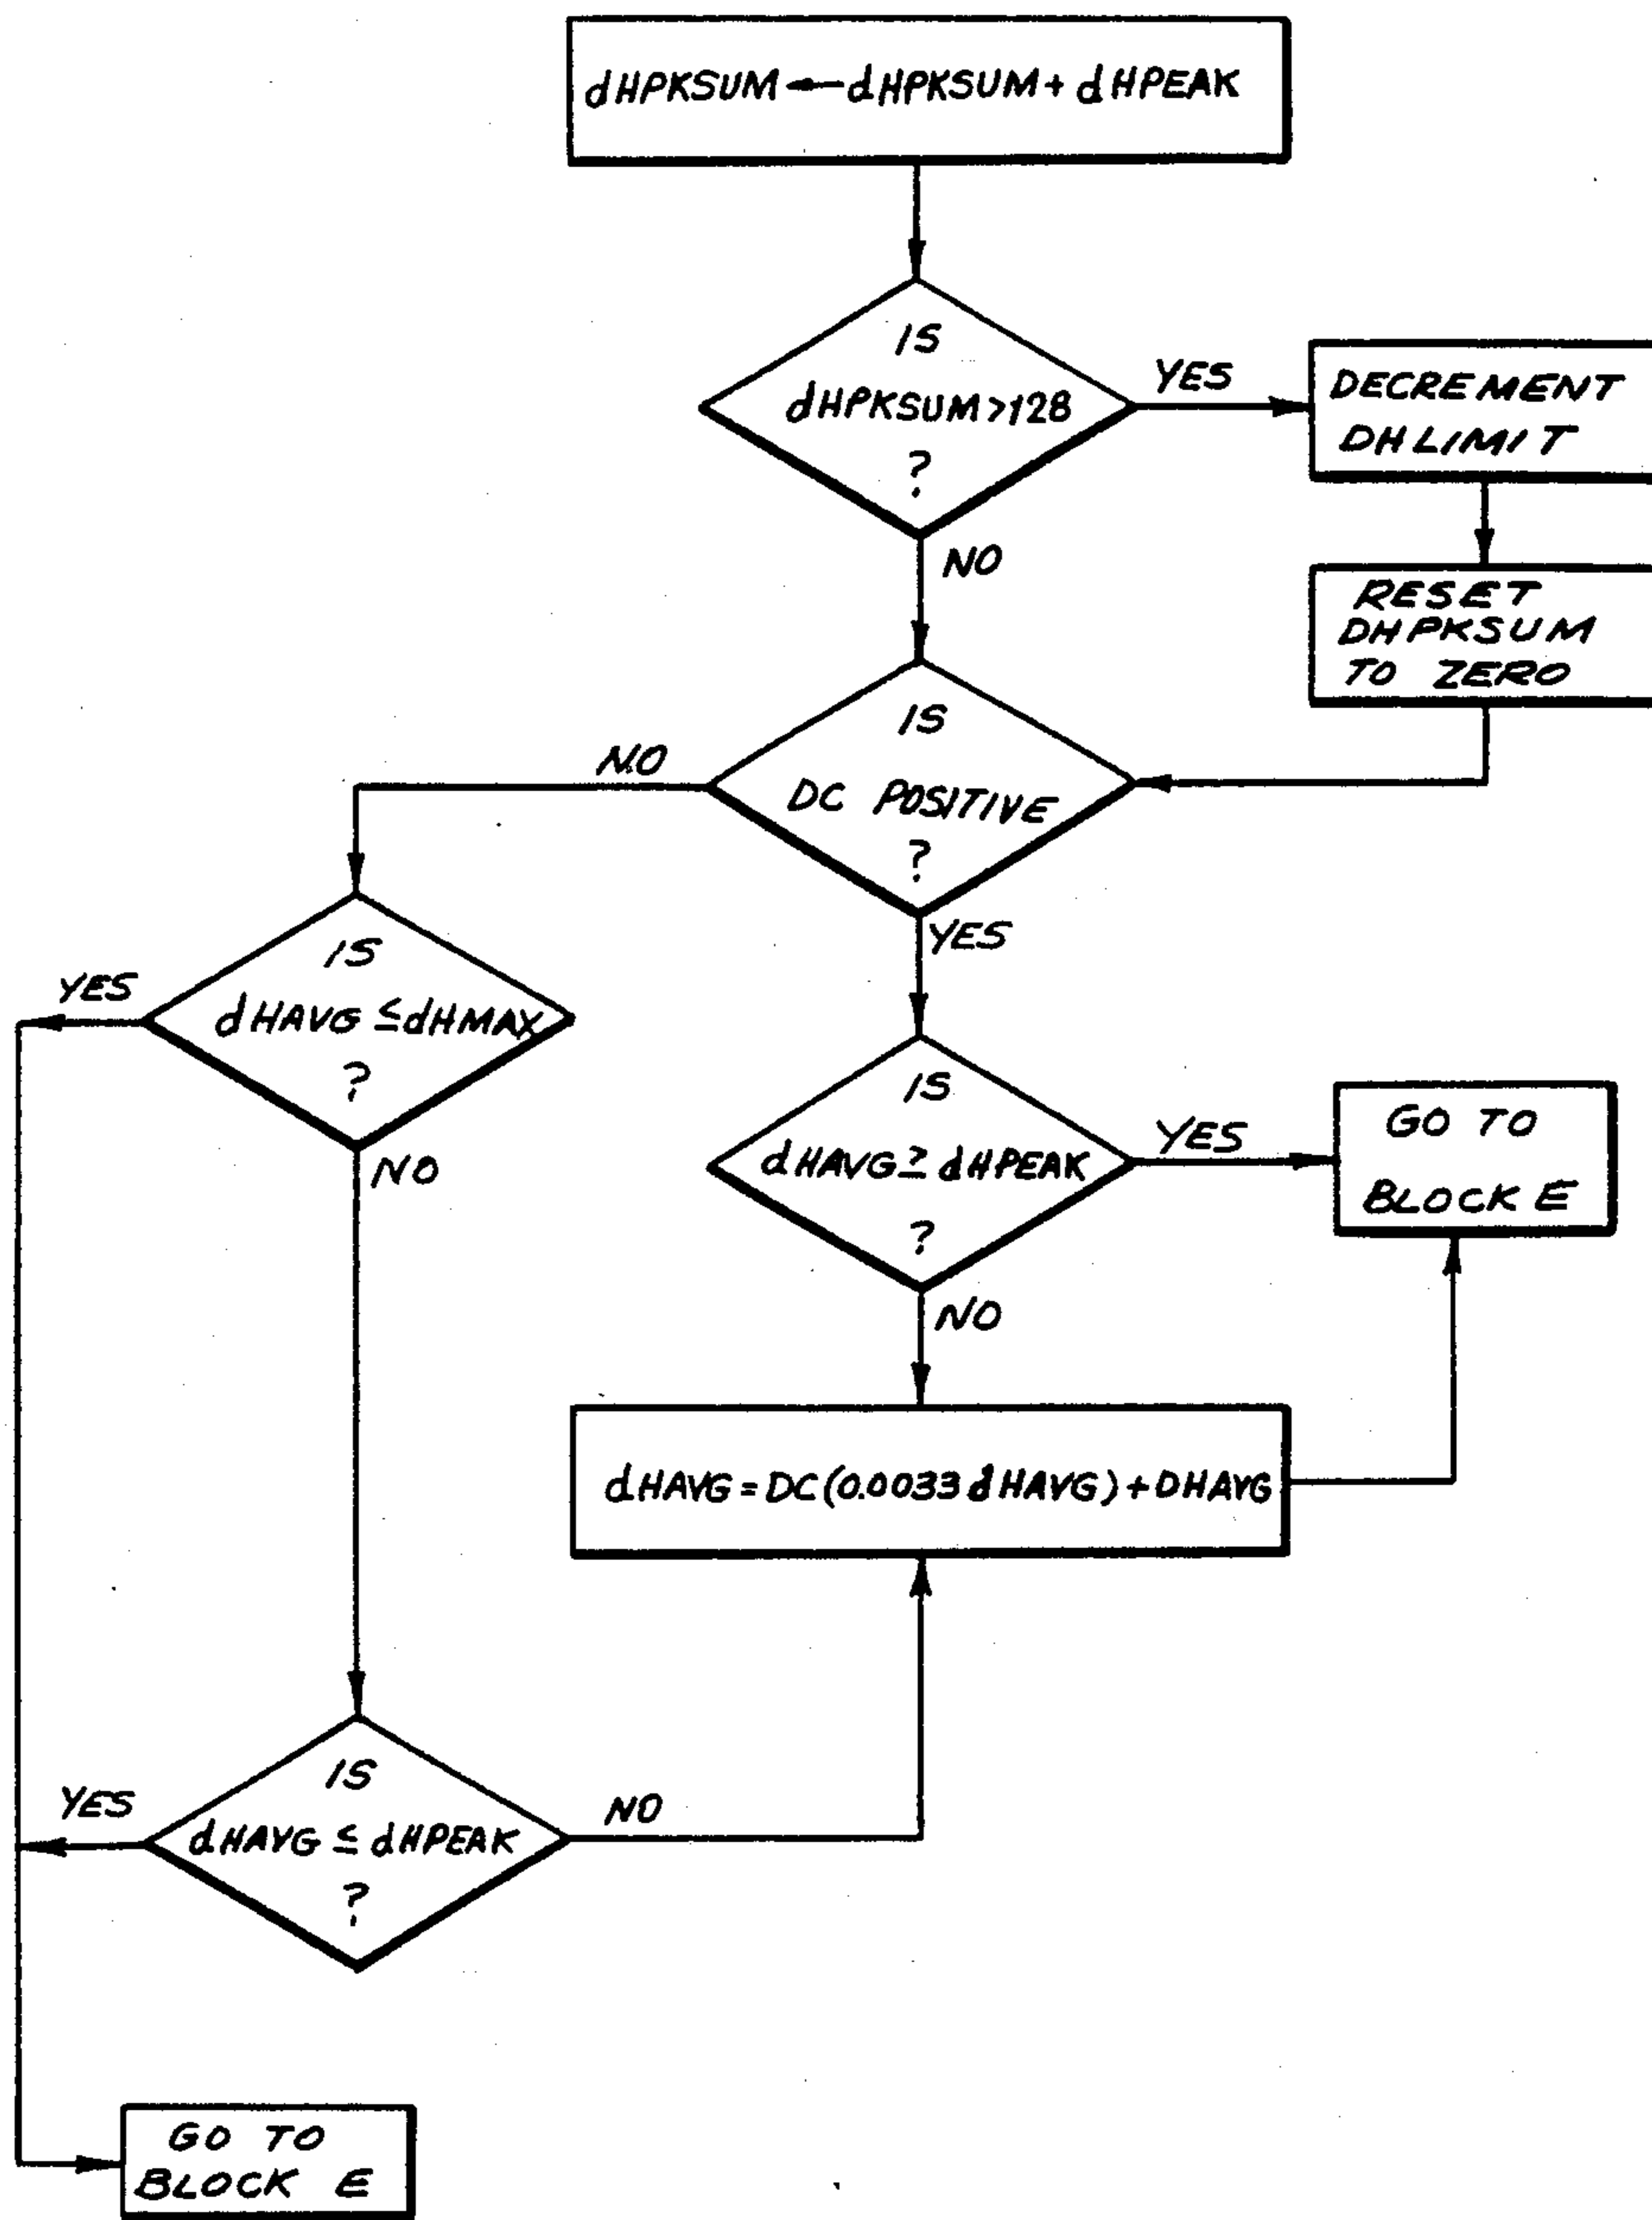 dHPKSUM ← dHPKSUM + dHPEAK
IS
dHPKSUM > 128
?
YES
DECREMENT
DHLIMIT
NO
RESET
DHPKSUM
TO ZERO
IS
DC POSITIVE
?
NO
YES
IS
dHAVG ≤ dHMAX
?
YES
NO
IS
dHAVG ≥ dHPEAK
?
YES
GO TO
BLOCK E
NO
dHAVG = DC(0.0033 dHAVG) + DHAVG
IS
dHAVG ≤ dHPEAK
?
YES
NO
GO TO
BLOCK E